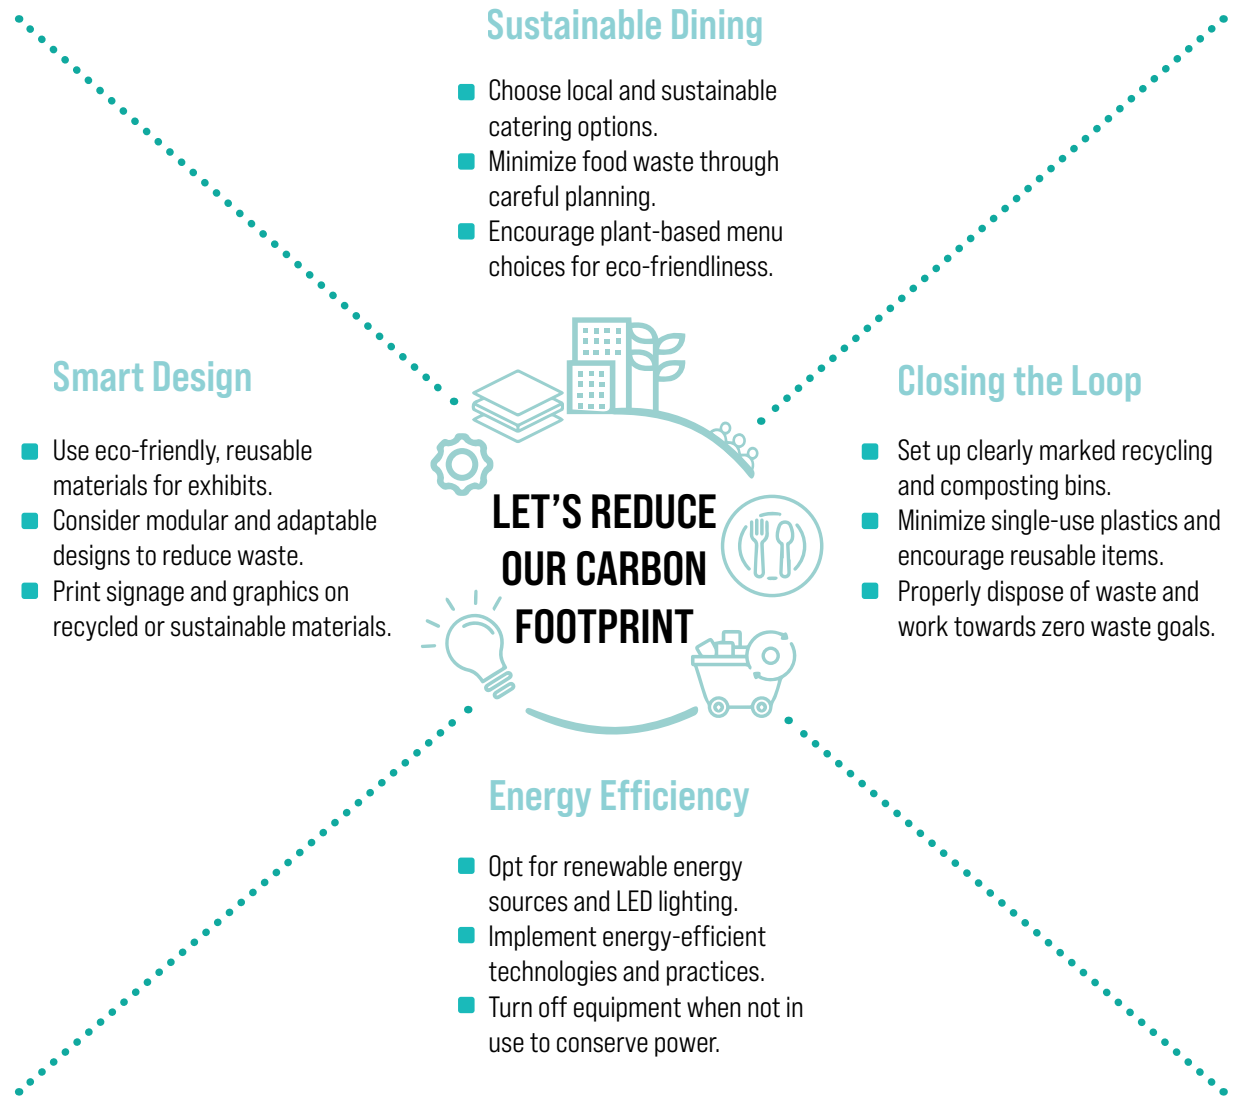 Sustainable Dining
Choose local and sustainable
catering options.
Minimize food waste through
careful planning.
Encourage plant-based menu
choices for eco-friendliness.
Smart Design
Use eco-friendly, reusable
materials for exhibits.
Consider modular and adaptable
designs to reduce waste.
Print signage and graphics on
recycled or sustainable materials.
LET’S REDUCE
OUR CARBON
FOOTPRINT
Closing the Loop
Set up clearly marked recycling
and composting bins.
Minimize single-use plastics and
encourage reusable items.
Properly dispose of waste and
work towards zero waste goals.
Energy Efficiency
Opt for renewable energy
sources and LED lighting.
Implement energy-efficient
technologies and practices.
Turn off equipment when not in
use to conserve power.